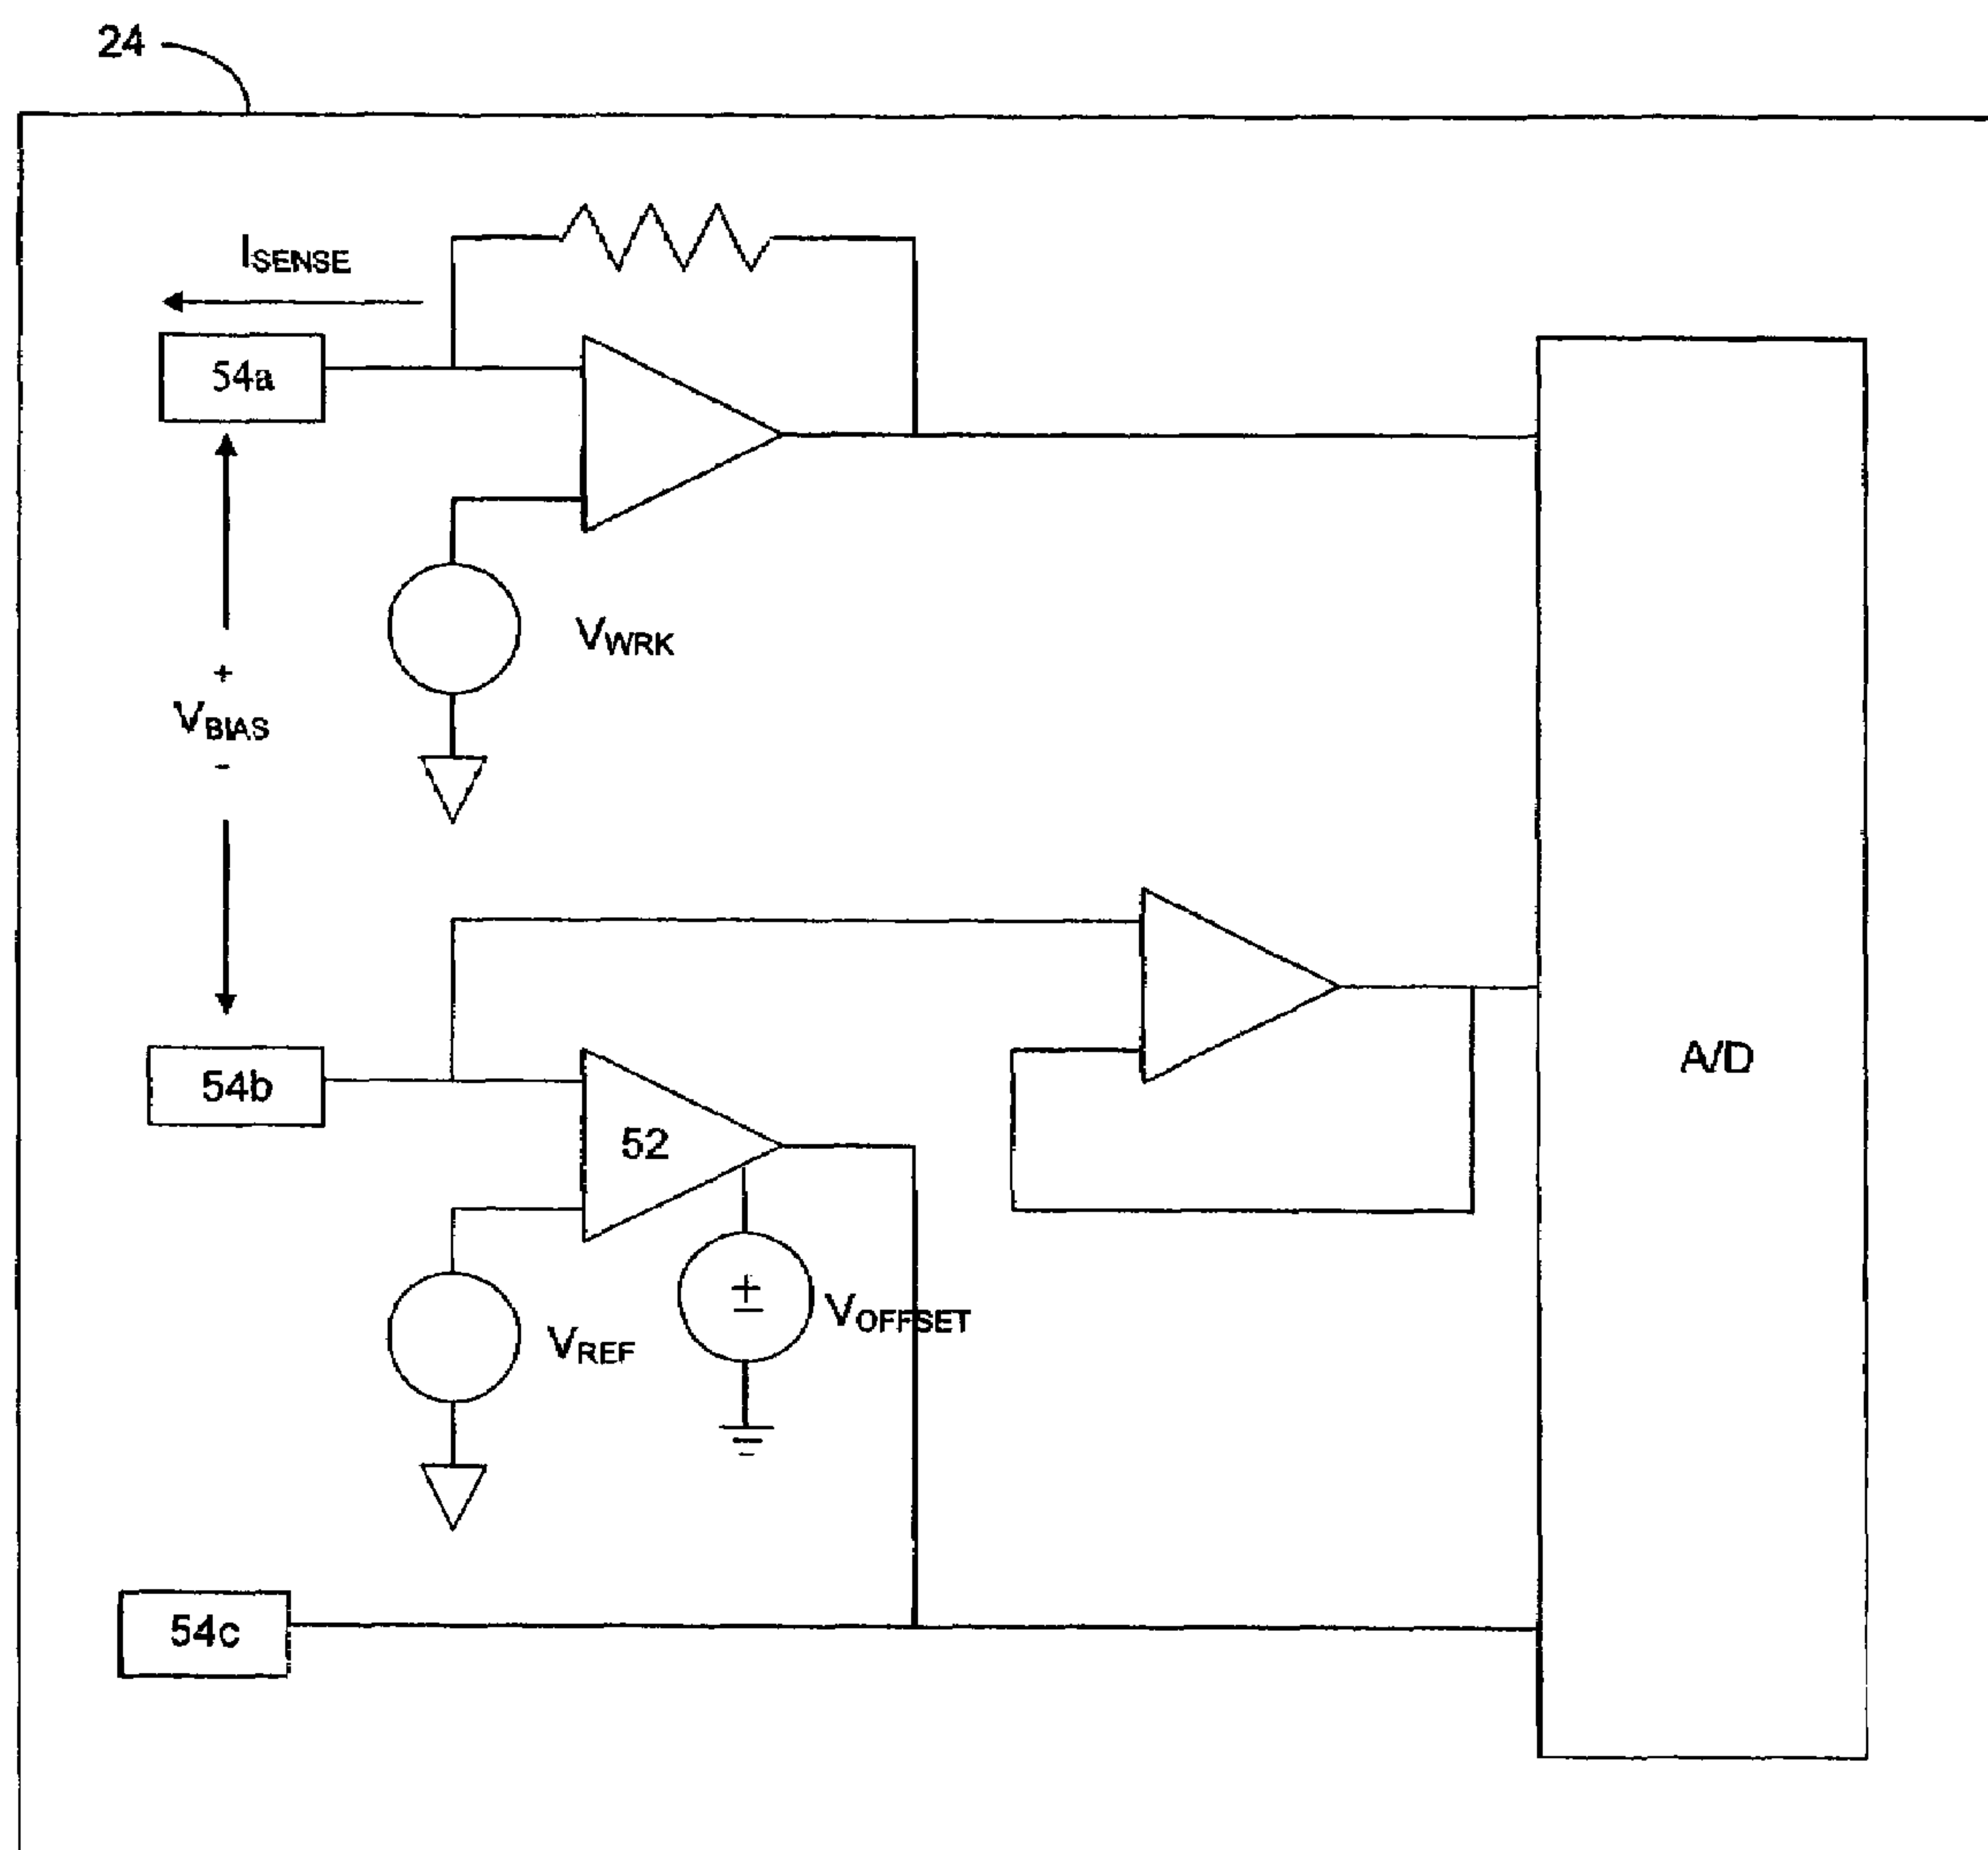 24
ISENSE
54a
VWRK
+
VBIAS
-
A/D
54b
52
+
-
VOFFSET
VREF
54c